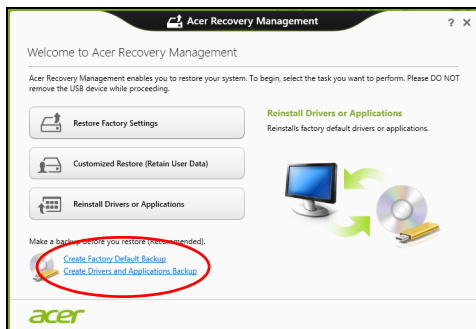 Acer Recovery Management
? X
Welcome to Acer Recovery Management
Acer Recovery Management enables you to restore your system. To begin, select the task you want to perform. Please DO NOT
remove the USB device while proceeding.
Restore Factory Settings
Customized Restore (Retain User Data)
Reinstall Drivers or Applications
Reinstall Drivers or Applications
Reinstalls factory default drivers or applications.
Make a backup before you restore (Recommended).
Create Factory Default Backup
Create Drivers and Applications Backup
acer